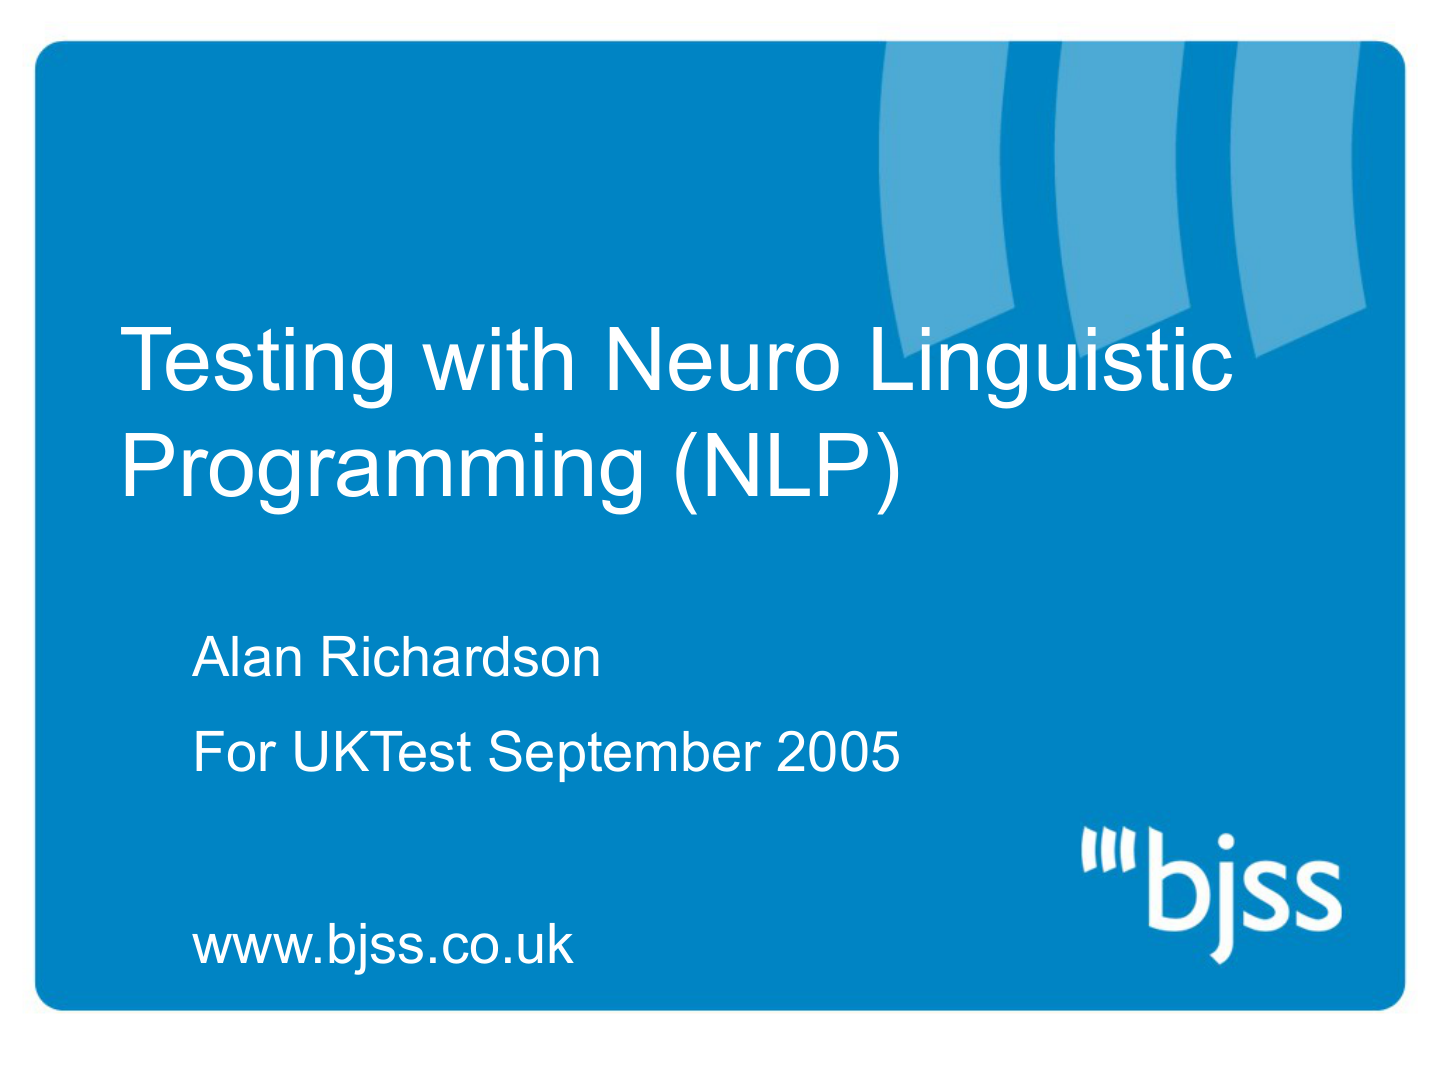 Testing with Neuro Linguistic
Programming (NLP)
Alan Richardson
For UKTest September 2005
www.bjss.co.uk
bjss